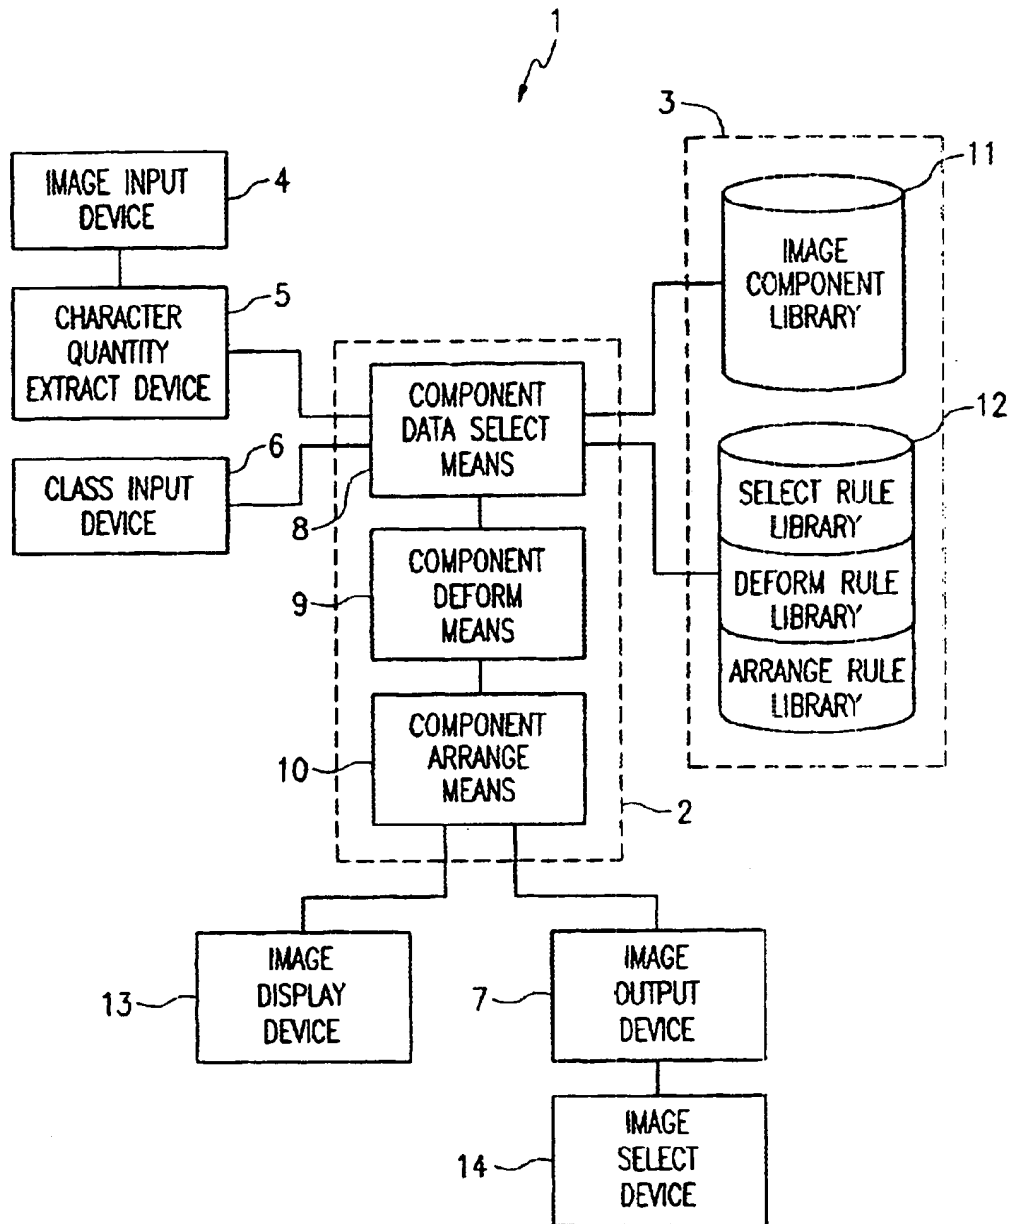 1
3
11
IMAGE INPUT
DEVICE
4
IMAGE
COMPONENT
LIBRARY
5
CHARACTER
QUANTITY
EXTRACT DEVICE
COMPONENT
DATA SELECT
MEANS
8
12
6
CLASS INPUT
DEVICE
SELECT RULE
LIBRARY
DEFORM RULE
LIBRARY
ARRANGE RULE
LIBRARY
COMPONENT
DEFORM
MEANS
9
COMPONENT
ARRANGE
MEANS
10
2
IMAGE
DISPLAY
DEVICE
13
IMAGE
OUTPUT
DEVICE
7
IMAGE
SELECT
DEVICE
14